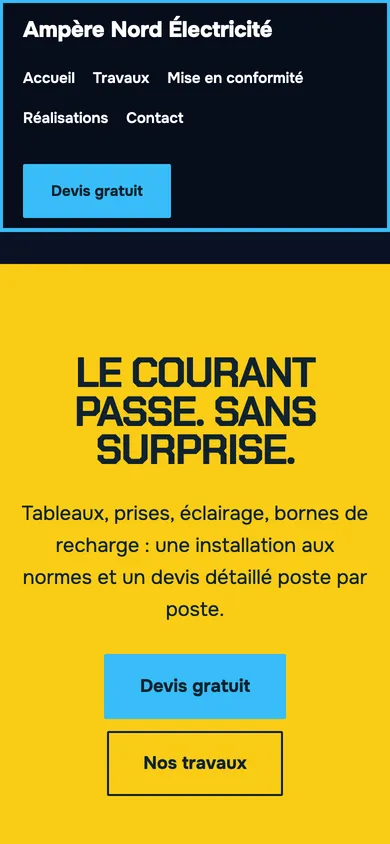 Ampère Nord Électricité
Accueil Travaux Mise en conformité
Réalisations Contact
Devis gratuit
LE COURANT
PASSE. SANS
SURPRISE.
Tableaux, prises, éclairage, bornes de
recharge : une installation aux
normes et un devis détaillé poste par
poste.
Devis gratuit
Nos travaux